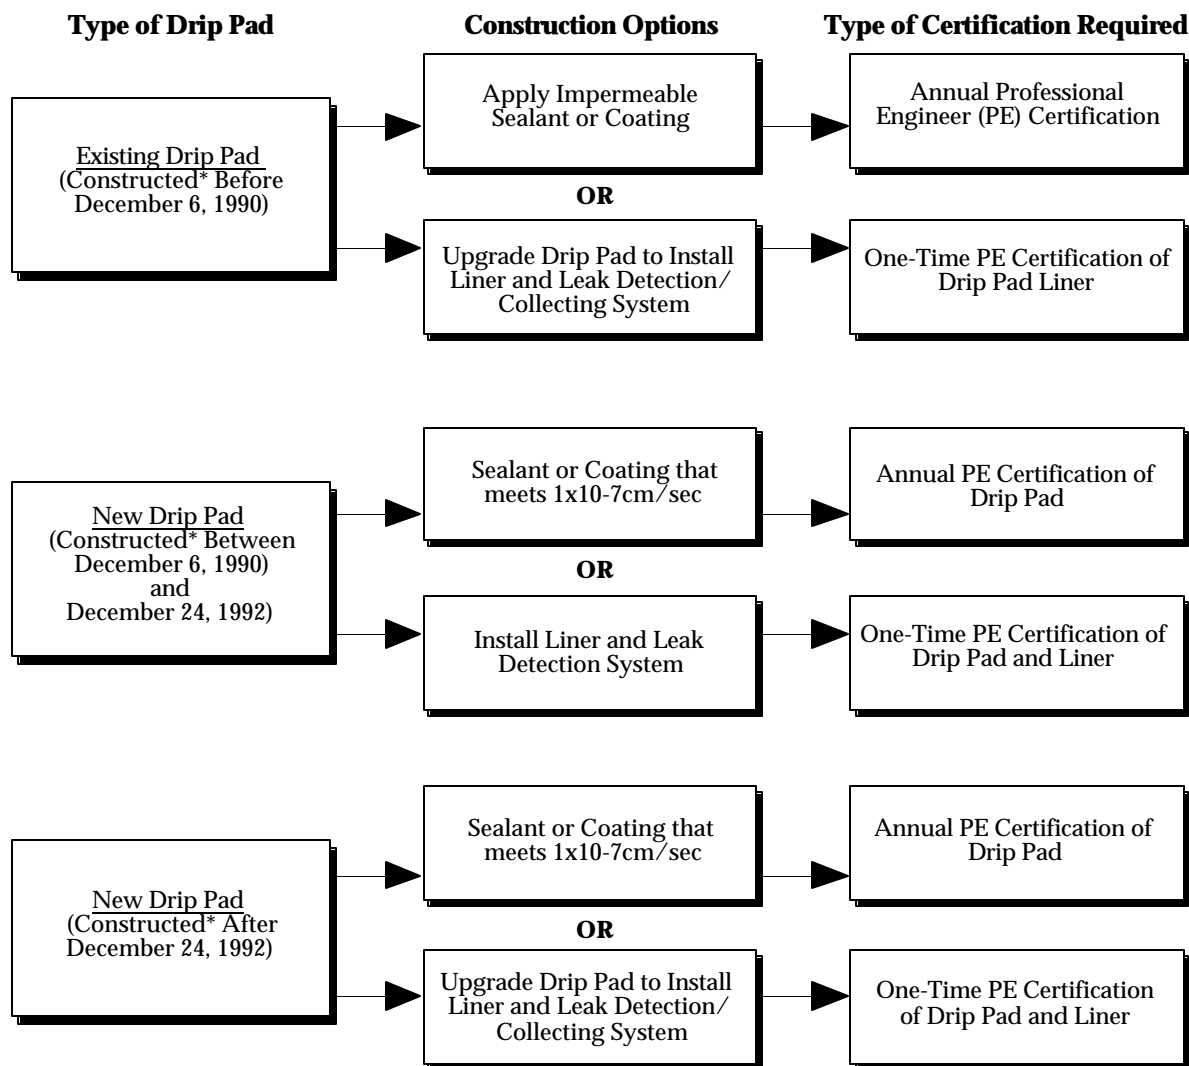 Type of Drip Pad
Construction Options
Type of Certification Required
Existing Drip Pad
(Constructed* Before
December 6, 1990)
Apply Impermeable
Sealant or Coating
Annual Professional
Engineer (PE) Certification
OR
Upgrade Drip Pad to Install
Liner and Leak Detection/
Collecting System
One-Time PE Certification of
Drip Pad Liner
New Drip Pad
(Constructed* Between
December 6, 1990)
and
December 24, 1992)
Sealant or Coating that
meets 1x10-7cm/sec
Annual PE Certification of
Drip Pad
OR
Install Liner and Leak
Detection System
One-Time PE Certification of
Drip Pad and Liner
New Drip Pad
(Constructed* After
December 24, 1992)
Sealant or Coating that
meets 1x10-7cm/sec
Annual PE Certification of
Drip Pad
OR
Upgrade Drip Pad to Install
Liner and Leak Detection/
Collecting System
One-Time PE Certification
of Drip Pad and Liner